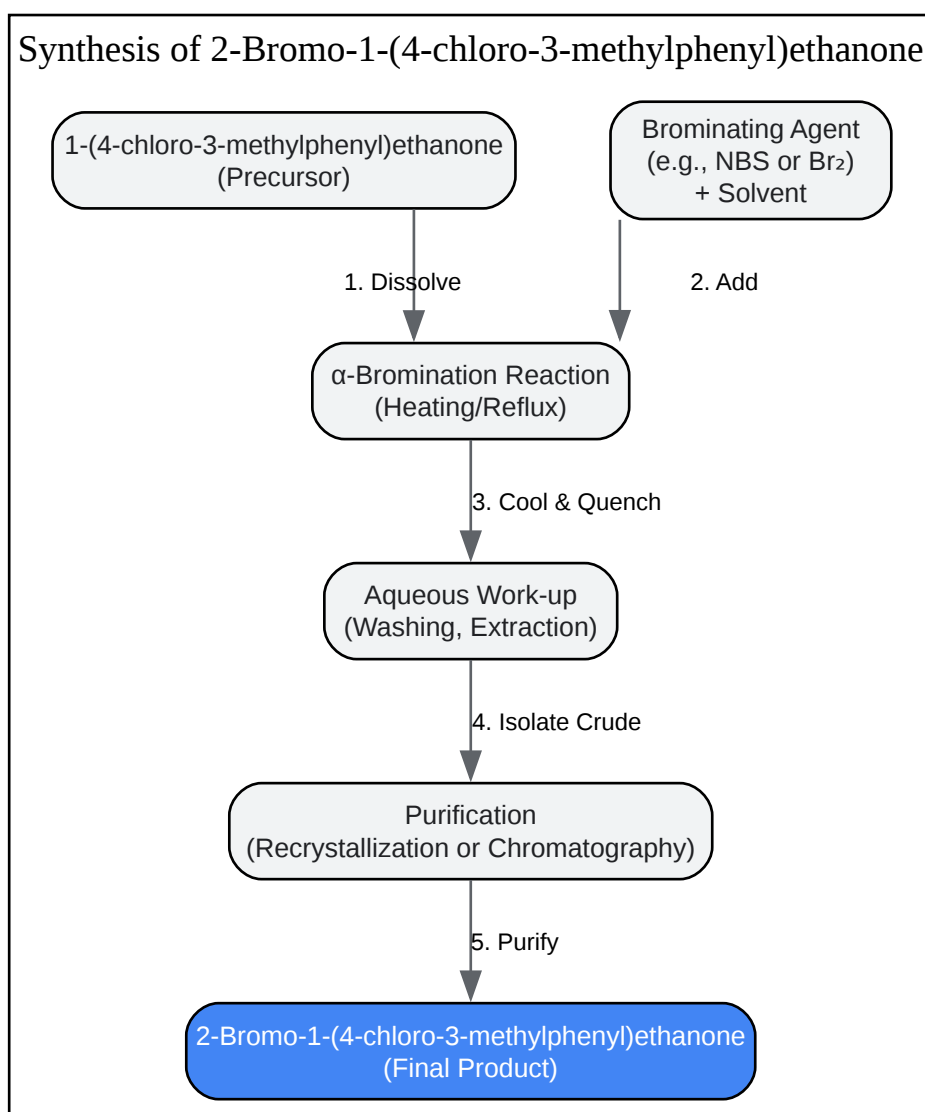 Synthesis of 2-Bromo-1-(4-chloro-3-methylphenyl)ethanone
1-(4-chloro-3-methylphenyl)ethanone
(Precursor)
Brominating Agent
(e.g., NBS or Br₂)
+ Solvent
1. Dissolve
2. Add
α-Bromination Reaction
(Heating/Reflux)
3. Cool & Quench
Aqueous Work-up
(Washing, Extraction)
4. Isolate Crude
Purification
(Recrystallization or Chromatography)
5. Purify
2-Bromo-1-(4-chloro-3-methylphenyl)ethanone
(Final Product)